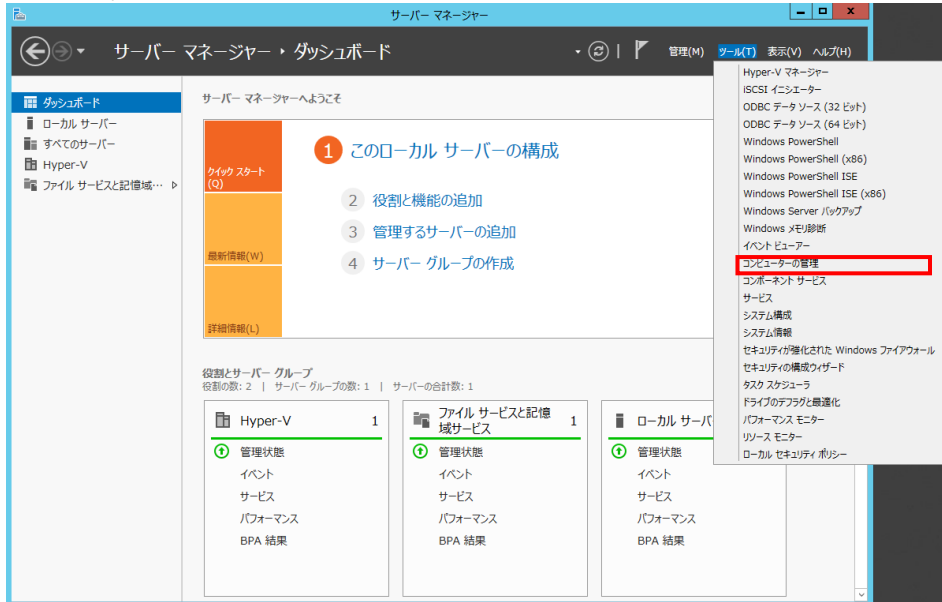 サーバー マネージャー
サーバー マネージャー ・ ダッシュボード
管理(M) ツール(T) 表示(V) ヘルプ(H)
ダッシュボード
ローカル サーバー
すべてのサーバー
Hyper-V
ファイル サービスと記憶域…
サーバー マネージャーへようこそ
クイック スタート
(Q)
最新情報(W)
詳細情報(L)
1 このローカル サーバーの構成
2 役割と機能の追加
3 管理するサーバーの追加
4 サーバー グループの作成
役割とサーバー グループ
役割の数: 2 | サーバー グループの数: 1 | サーバーの合計数: 1
Hyper-V 1
管理状態
イベント
サービス
パフォーマンス
BPA 結果
ファイル サービスと記憶
域サービス 1
管理状態
イベント
サービス
パフォーマンス
BPA 結果
ローカル サーバ
管理状態
イベント
サービス
パフォーマンス
BPA 結果
Hyper-V マネージャー
iSCSI イニシエーター
ODBC データ ソース (32 ビット)
ODBC データ ソース (64 ビット)
Windows PowerShell
Windows PowerShell (x86)
Windows PowerShell ISE
Windows PowerShell ISE (x86)
Windows Server バックアップ
Windows メモリ診断
イベント ビューアー
コンピューターの管理
コンポーネント サービス
サービス
システム構成
システム情報
セキュリティが強化された Windows ファイアウォール
セキュリティの構成ウィザード
タスク スケジューラ
ドライブのデフラグと最適化
パフォーマンス モニター
リソース モニター
ローカル セキュリティ ポリシー